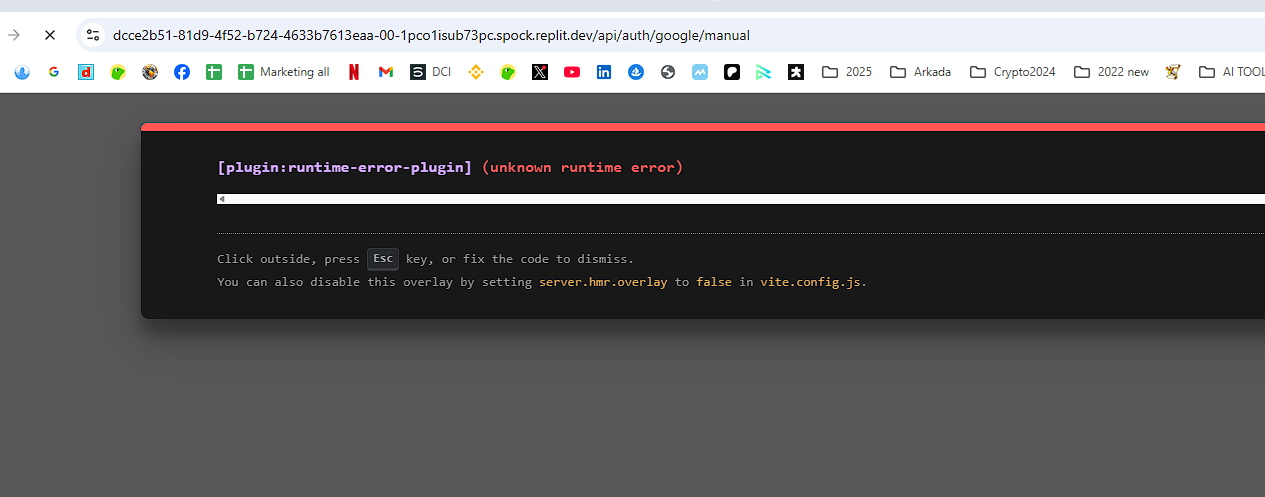 dcce2b51-81d9-4f52-b724-4633b7613eaa-00-1pco1isub73pc.spock.replit.dev/api/auth/google/manual
Marketing all DCI 2025 Arkada Crypto2024 2022 new AI TOOL
[plugin:runtime-error-plugin] (unknown runtime error)
Click outside, press Esc key, or fix the code to dismiss.
You can also disable this overlay by setting server.hmr.overlay to false in vite.config.js.